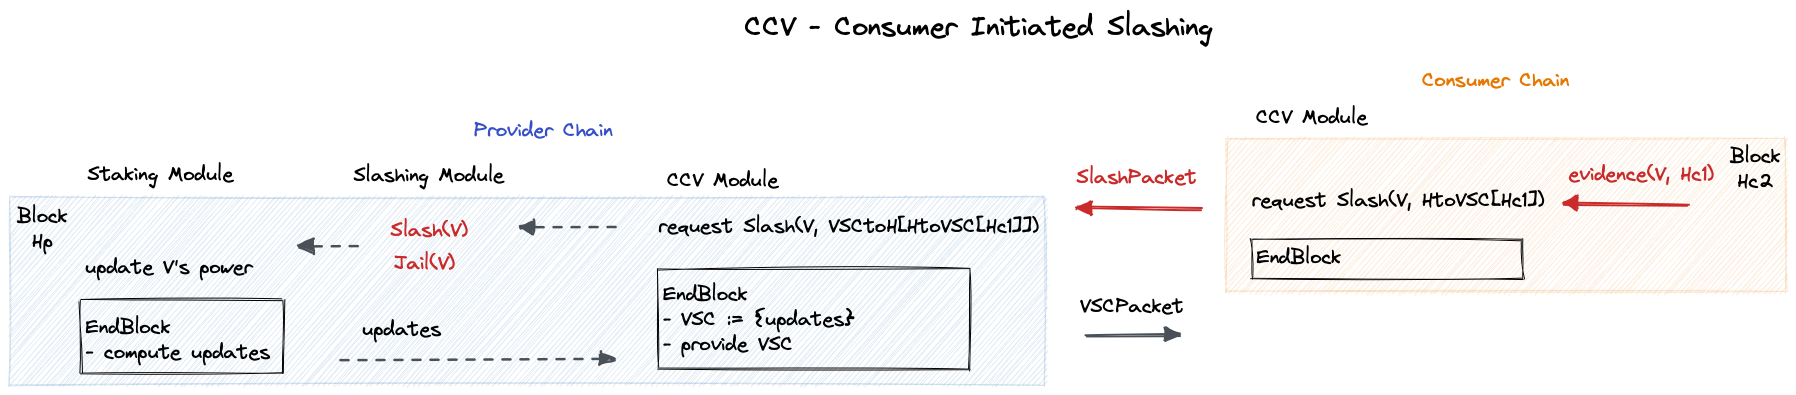 CCV - Consumer Initiated Slashing
Consumer Chain
CCV Module
Provider Chain
Staking Module
Slashing Module
CCV Module
SlashPacket
evidence(V, Hc1)
Block
Hc2
request Slash(V, HtoVSC[Hc1])
Block
Hp
Slash(V)
Jail(V)
request Slash(V, VSCtoH[HtoVSC[Hc1]])
EndBlock
update V's power
EndBlock
- VSC := {updates}
- provide VSC
VSCPacket
EndBlock
- compute updates
updates